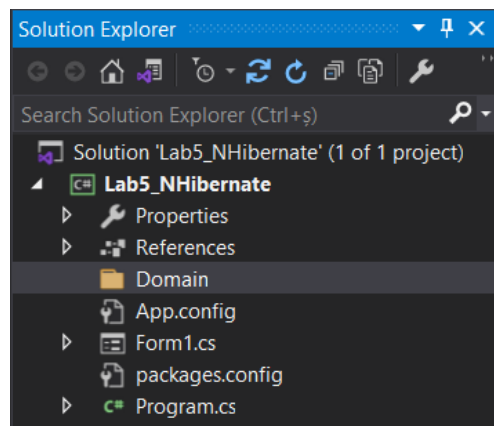 Solution Explorer
Search Solution Explorer (Ctrl+ș)
Solution 'Lab5_NHibernate' (1 of 1 project)
C# Lab5_NHibernate
Properties
References
Domain
App.config
Form1.cs
packages.config
C# Program.cs